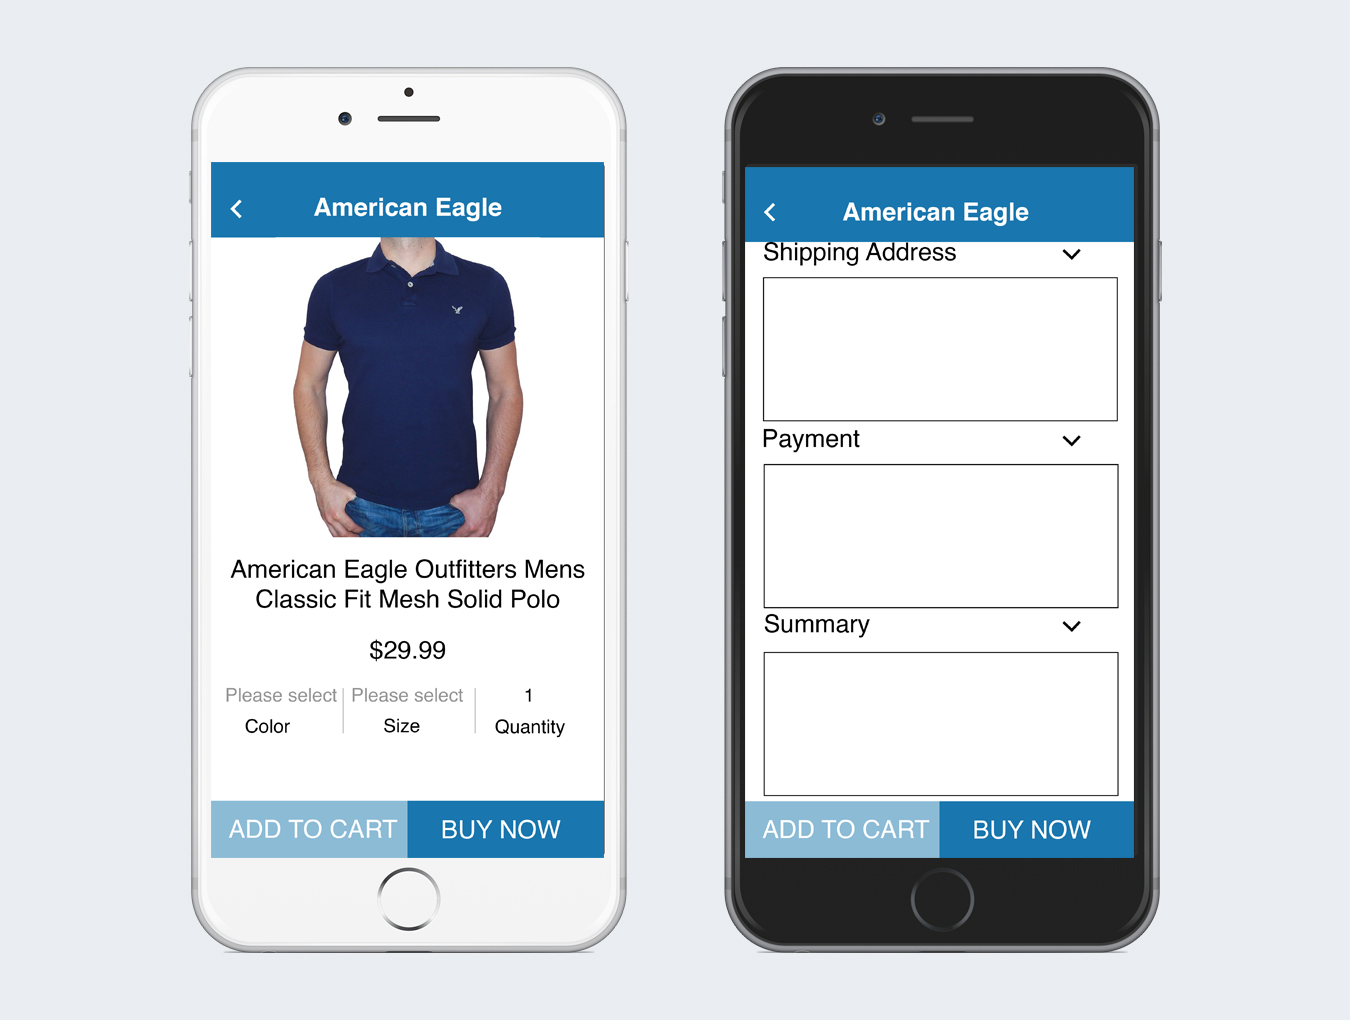 American Eagle
American Eagle Outfitters Mens
Classic Fit Mesh Solid Polo
$29.99
Please select Please select 1
Color Size Quantity
ADD TO CART BUY NOW
American Eagle
Shipping Address
Payment
Summary
ADD TO CART BUY NOW